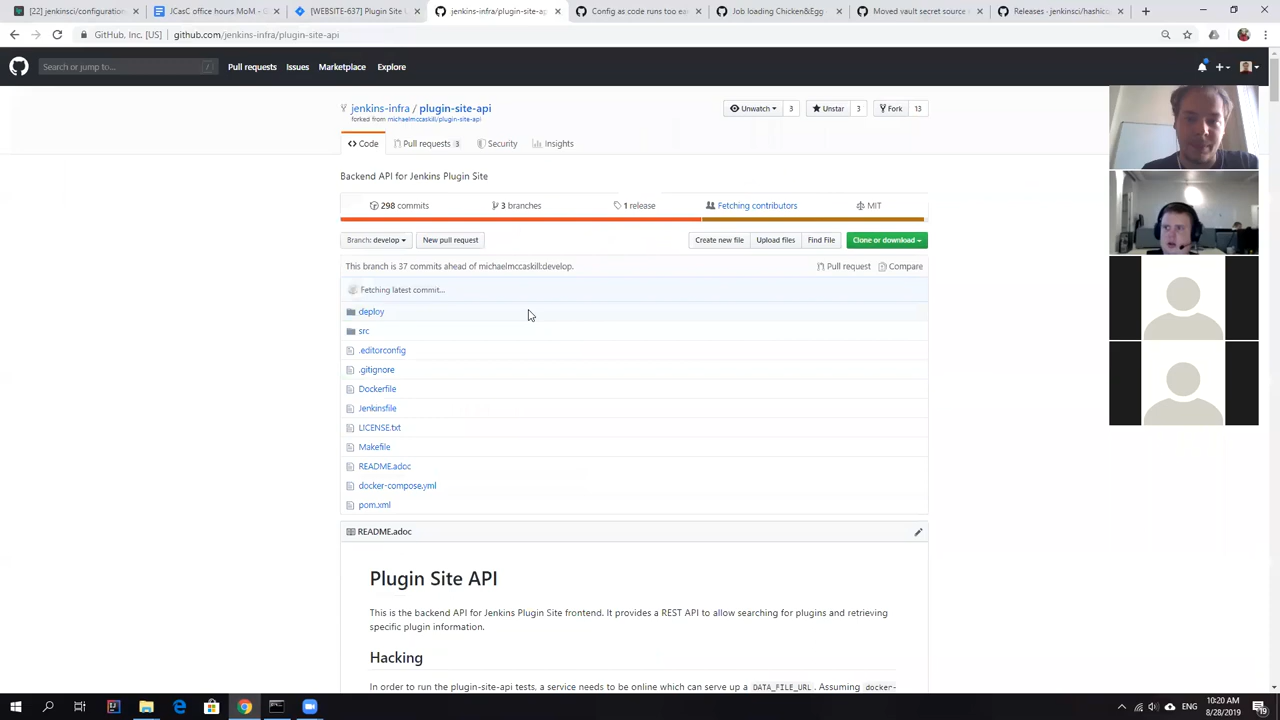 [22] jenkinsci/configuration
JCasC office hours MoM - G
[WEBSITE-637] Plugin Site
jenkins-infra/plugin-site-ap
Config as code runs too ea
Job loading Chicken&Egg
Moved vault secret source
Releases · jenkinsci/hashico
GitHub, Inc. [US] | github.com/jenkins-infra/plugin-site-api
Search or jump to... /
Pull requests Issues Marketplace Explore
jenkins-infra / plugin-site-api
forked from michaelmccaskill/plugin-site-api
Unwatch 3 Unstar 3 Fork 13
Code Pull requests 3 Security Insights
Backend API for Jenkins Plugin Site
298 commits 3 branches 1 release Fetching contributors MIT
Branch: develop New pull request Create new file Upload files Find File Clone or download
This branch is 37 commits ahead of michaelmccaskill:develop. Pull request Compare
Fetching latest commit...
deploy
src
.editorconfig
.gitignore
Dockerfile
Jenkinsfile
LICENSE.txt
Makefile
README.adoc
docker-compose.yml
pom.xml
README.adoc
Plugin Site API
This is the backend API for Jenkins Plugin Site frontend. It provides a REST API to allow searching for plugins and retrieving
specific plugin information.
Hacking
In order to run the plugin-site-api tests, a service needs to be online which can serve up a DATA_FILE_URL. Assuming docker-
ENG
10:20 AM
8/28/2019
19